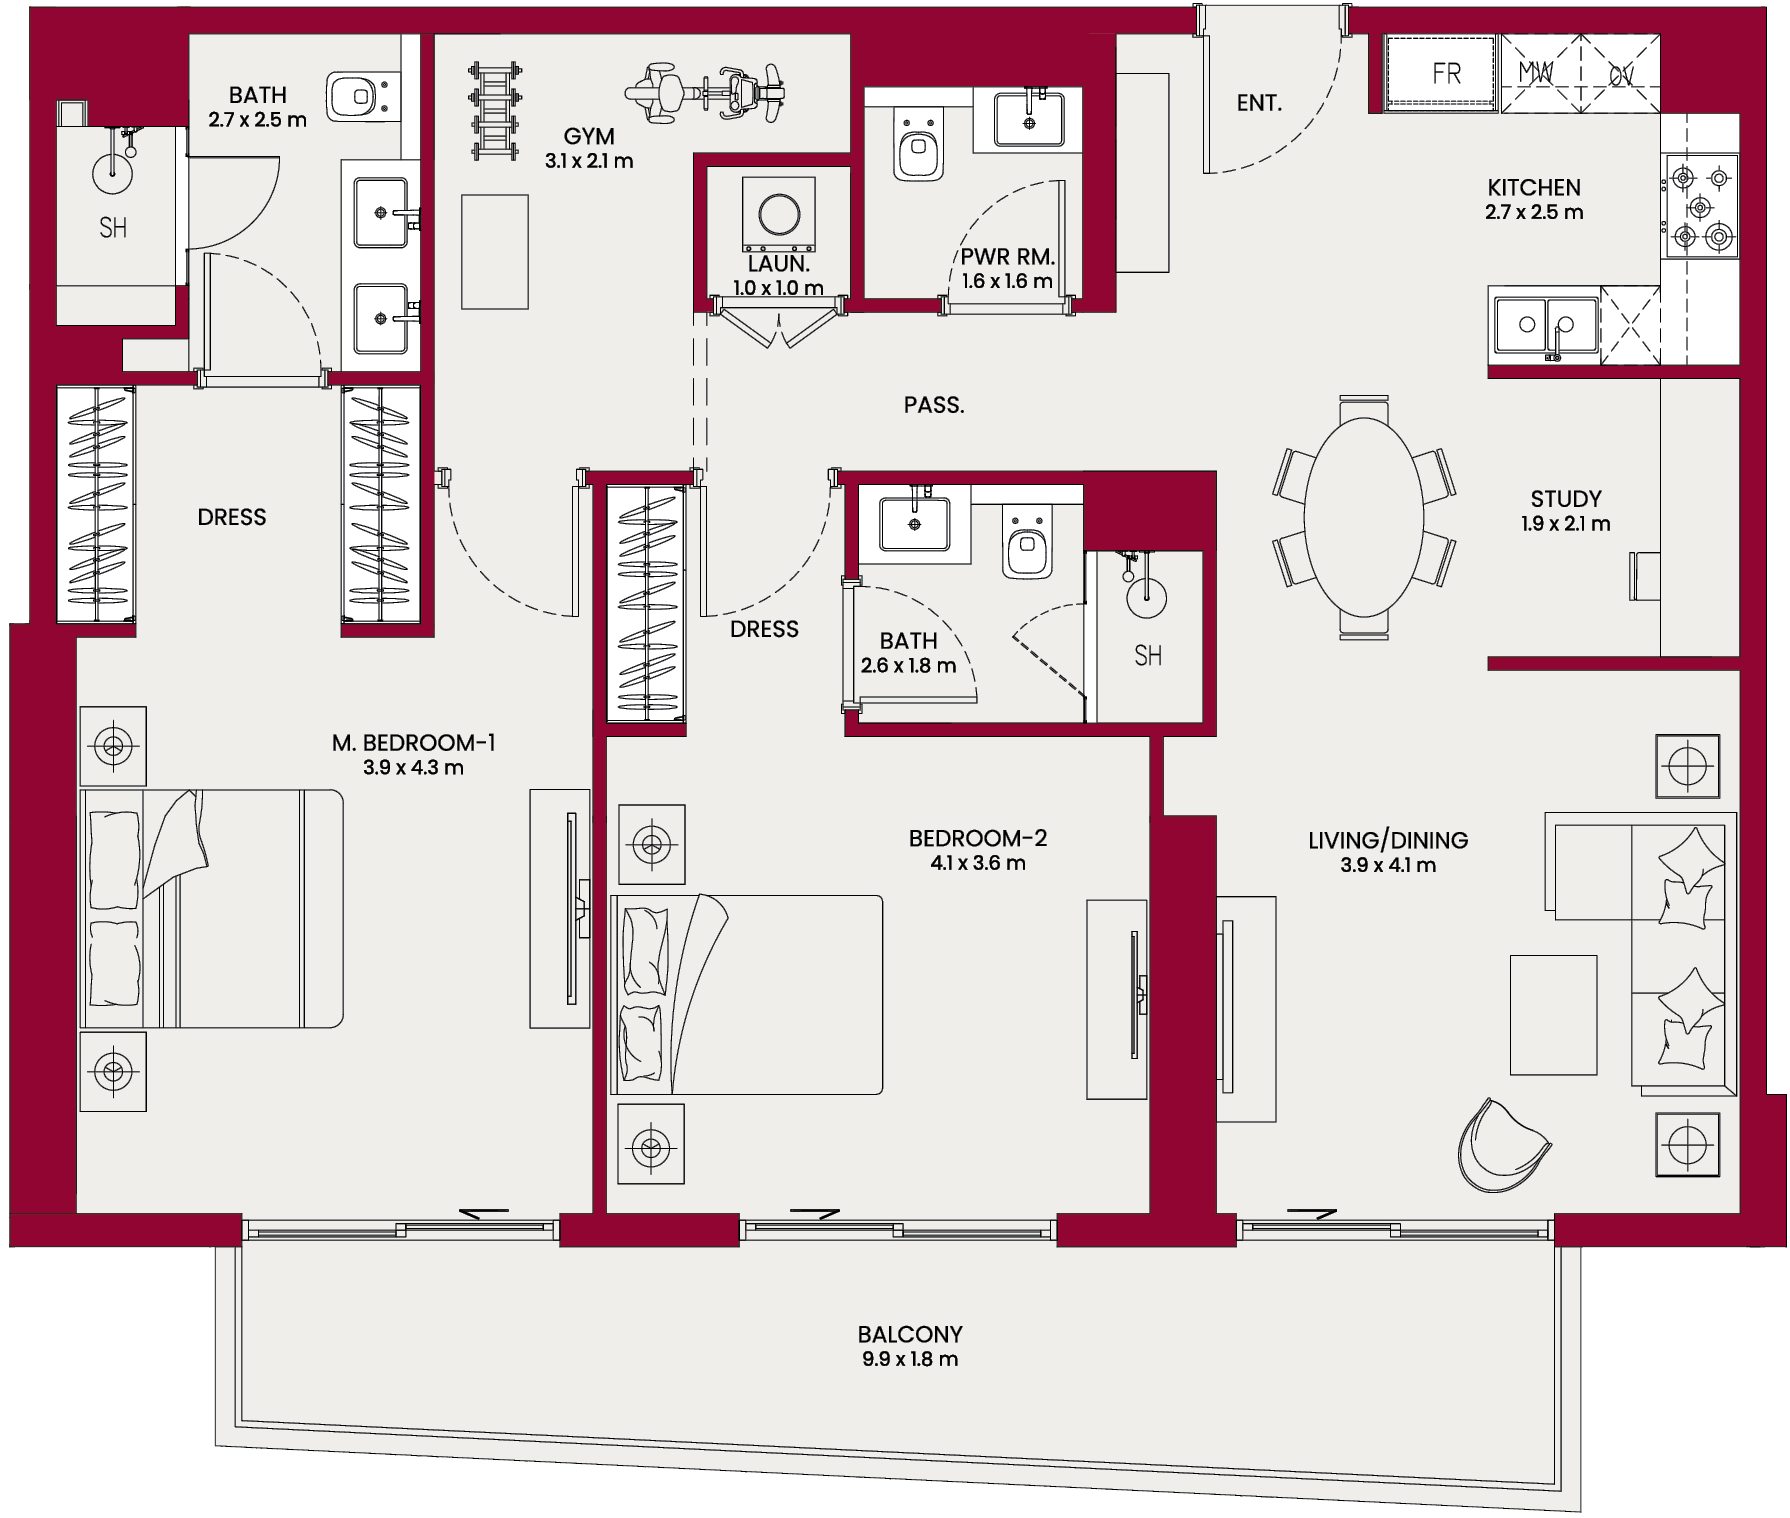 BATH
2.7 x 2.5 m
SH
GYM
3.1 x 2.1 m
LAUN.
1.0 x 1.0 m
PWR RM.
1.6 x 1.6 m
ENT.
FR
MW
OV
KITCHEN
2.7 x 2.5 m
PASS.
DRESS
STUDY
1.9 x 2.1 m
DRESS
BATH
2.6 x 1.8 m
SH
M. BEDROOM-1
3.9 x 4.3 m
BEDROOM-2
4.1 x 3.6 m
LIVING/DINING
3.9 x 4.1 m
BALCONY
9.9 x 1.8 m